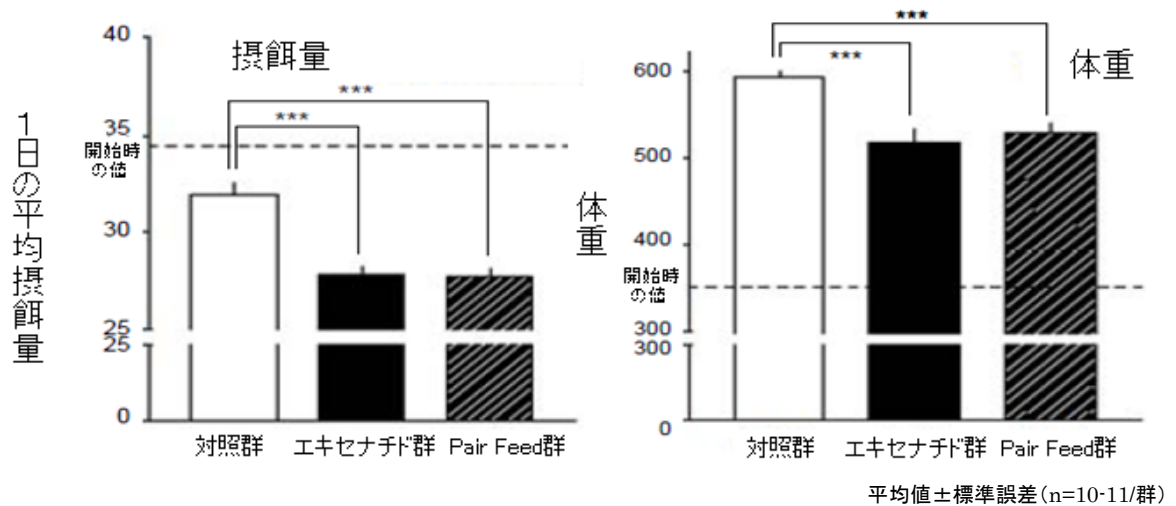 摂餌量
1日の平均摂餌量
40
35
開始時
の値
30
25
25
0
***
***
対照群
エキセナチド群
Pair Feed群
体重
体重
600
500
400
開始時
の値
300
300
0
***
***
対照群
エキセナチド群
Pair Feed群
平均値±標準誤差(n=10-11/群)